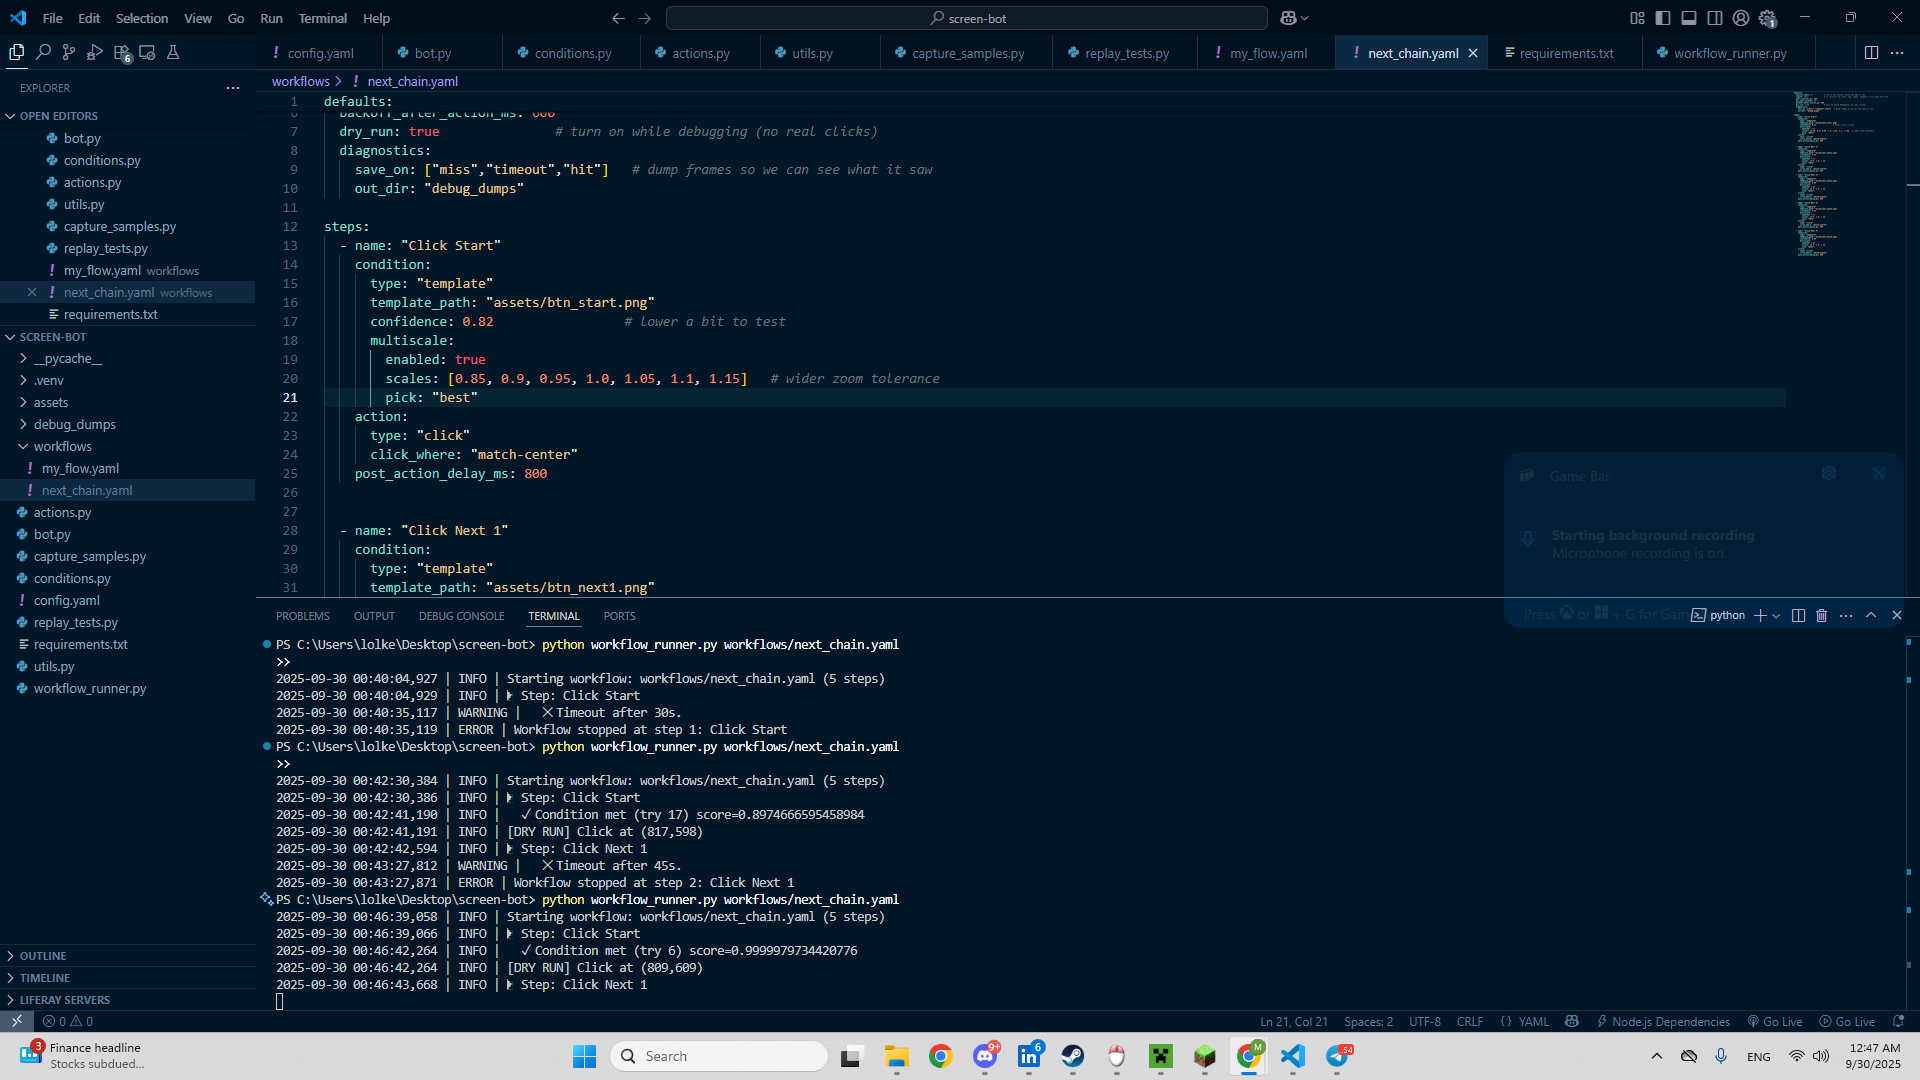 File Edit Selection View Go Run Terminal Help
screen-bot
1
6
config.yaml bot.py conditions.py actions.py utils.py capture_samples.py replay_tests.py my_flow.yaml next_chain.yaml requirements.txt workflow_runner.py
EXPLORER
workflows > next_chain.yaml
OPEN EDITORS
bot.py
conditions.py
actions.py
utils.py
capture_samples.py
replay_tests.py
my_flow.yaml workflows
next_chain.yaml workflows
requirements.txt
SCREEN-BOT
__pycache__
.venv
assets
debug_dumps
workflows
my_flow.yaml
next_chain.yaml
actions.py
bot.py
capture_samples.py
conditions.py
config.yaml
replay_tests.py
requirements.txt
utils.py
workflow_runner.py
OUTLINE
TIMELINE
LIFERAY SERVERS
1 defaults:
6 backoff_after_action_ms: 600
7 dry_run: true # turn on while debugging (no real clicks)
8 diagnostics:
9 save_on: ["miss","timeout","hit"] # dump frames so we can see what it saw
10 out_dir: "debug_dumps"
11
12 steps:
13 - name: "Click Start"
14 condition:
15 type: "template"
16 template_path: "assets/btn_start.png"
17 confidence: 0.82 # lower a bit to test
18 multiscale:
19 enabled: true
20 scales: [0.85, 0.9, 0.95, 1.0, 1.05, 1.1, 1.15] # wider zoom tolerance
21 pick: "best"
22 action:
23 type: "click"
24 click_where: "match-center"
25 post_action_delay_ms: 800
26
27
28 - name: "Click Next 1"
29 condition:
30 type: "template"
31 template_path: "assets/btn_next1.png"
Game Bar
Starting background recording
Microphone recording is on.
Press or + G for Gam
PROBLEMS OUTPUT DEBUG CONSOLE TERMINAL PORTS
python
PS C:\Users\lolke\Desktop\screen-bot> python workflow_runner.py workflows/next_chain.yaml
>>
2025-09-30 00:40:04,927 | INFO | Starting workflow: workflows/next_chain.yaml (5 steps)
2025-09-30 00:40:04,929 | INFO | Step: Click Start
2025-09-30 00:40:35,117 | WARNING | ✕ Timeout after 30s.
2025-09-30 00:40:35,119 | ERROR | Workflow stopped at step 1: Click Start
PS C:\Users\lolke\Desktop\screen-bot> python workflow_runner.py workflows/next_chain.yaml
>>
2025-09-30 00:42:30,384 | INFO | Starting workflow: workflows/next_chain.yaml (5 steps)
2025-09-30 00:42:30,386 | INFO | Step: Click Start
2025-09-30 00:42:41,190 | INFO | ✓ Condition met (try 17) score=0.8974666595458984
2025-09-30 00:42:41,191 | INFO | [DRY RUN] Click at (817,598)
2025-09-30 00:42:42,594 | INFO | Step: Click Next 1
2025-09-30 00:43:27,812 | WARNING | ✕ Timeout after 45s.
2025-09-30 00:43:27,871 | ERROR | Workflow stopped at step 2: Click Next 1
PS C:\Users\lolke\Desktop\screen-bot> python workflow_runner.py workflows/next_chain.yaml
2025-09-30 00:46:39,058 | INFO | Starting workflow: workflows/next_chain.yaml (5 steps)
2025-09-30 00:46:39,066 | INFO | Step: Click Start
2025-09-30 00:46:42,264 | INFO | ✓ Condition met (try 6) score=0.9999979734420776
2025-09-30 00:46:42,264 | INFO | [DRY RUN] Click at (809,609)
2025-09-30 00:46:43,668 | INFO | Step: Click Next 1
0 0
Ln 21, Col 21 Spaces: 2 UTF-8 CRLF {} YAML Node.js Dependencies Go Live Go Live
3
Finance headline
Stocks subdued...
Search
9+
6
M
54
ENG
12:47 AM
9/30/2025